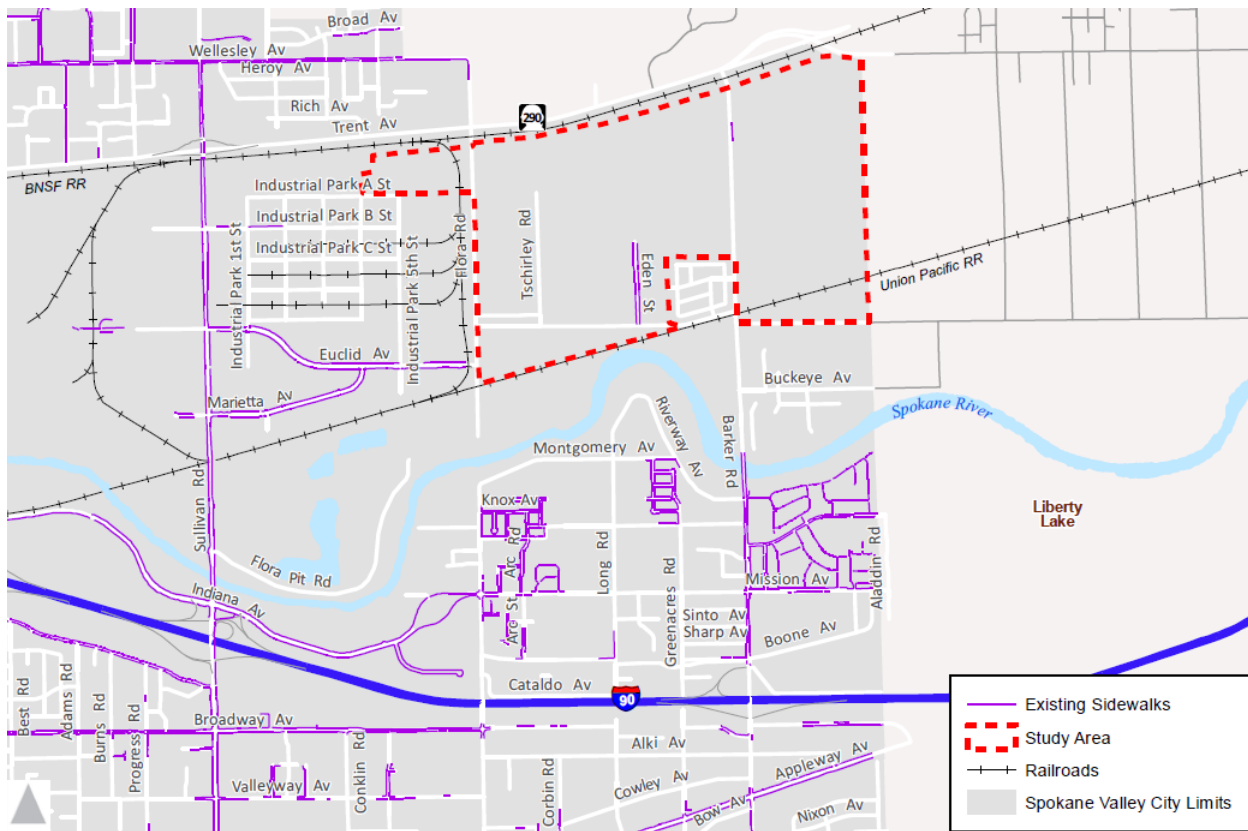 Broad Av
Wellesley Av
Heroy Av
Rich Av
Trent Av
290
BNSF RR
Industrial Park A St
Industrial Park B St
Industrial Park C St
Industrial Park 1st St
Industrial Park 5th St
Flora Rd
Tschirley Rd
Eden St
Union Pacific RR
Euclid Av
Marietta Av
Buckeye Av
Spokane River
Riverway Av
Barker Rd
Montgomery Av
Sullivan Rd
Knox Av
Liberty
Lake
Flora Pit Rd
Indiana Av
Arc Rd
Arc St
Long Rd
Greenacres Rd
Mission Av
Aladdin Rd
Sinto Av
Sharp Av
Boone Av
Cataldo Av
90
Best Rd
Adams Rd
Burns Rd
Progress Rd
Broadway Av
Conklin Rd
Valleyway Av
Corbin Rd
Alki Av
Cowley Av
Appleway Av
Bow Av
Nixon Av
Existing Sidewalks
Study Area
Railroads
Spokane Valley City Limits